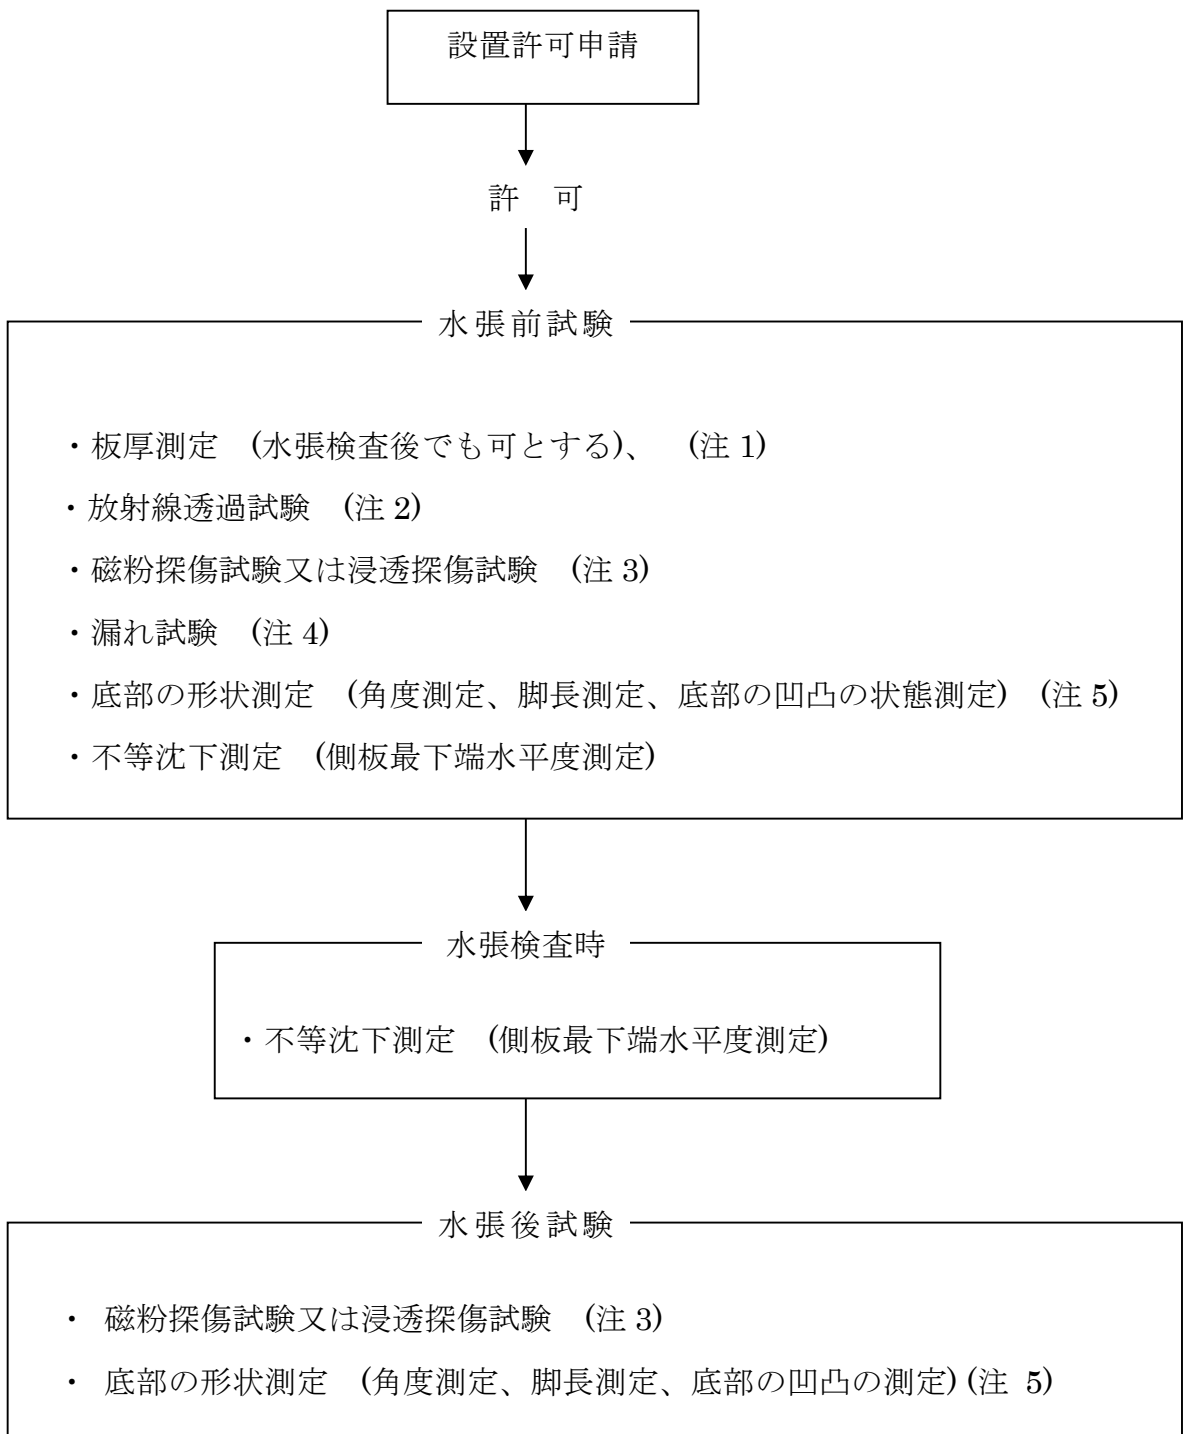 設置許可申請
許　可
水張前試験
・板厚測定　(水張検査後でも可とする)、　(注 1)
・放射線透過試験　(注 2)
・磁粉探傷試験又は浸透探傷試験　(注 3)
・漏れ試験　(注 4)
・底部の形状測定　(角度測定、脚長測定、底部の凹凸の状態測定)　(注 5)
・不等沈下測定　(側板最下端水平度測定)
水張検査時
・不等沈下測定　(側板最下端水平度測定)
水張後試験
・ 磁粉探傷試験又は浸透探傷試験　(注 3)
・ 底部の形状測定　(角度測定、脚長測定、底部の凹凸の測定) (注 5)